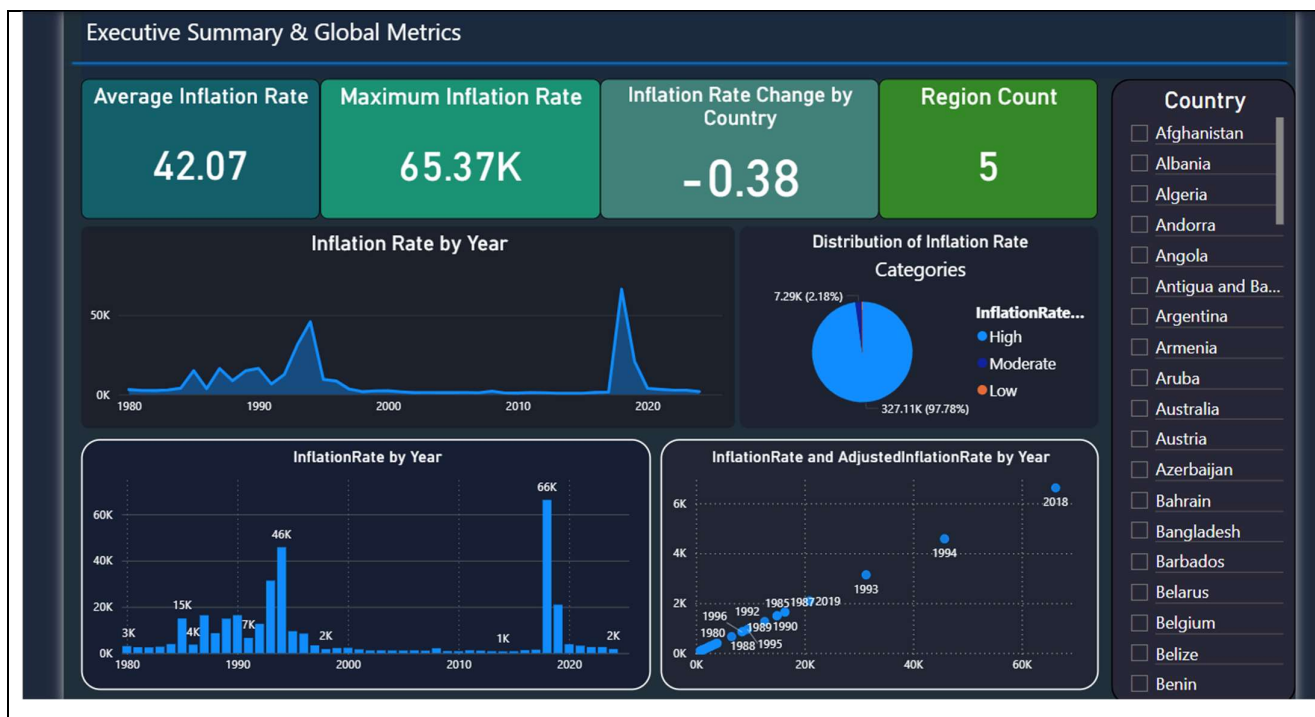 Executive Summary & Global Metrics
Average Inflation Rate
42.07
Maximum Inflation Rate
65.37K
Inflation Rate Change by
Country
-0.38
Region Count
5
Inflation Rate by Year
50K
0K
1980
1990
2000
2010
2020
Distribution of Inflation Rate
Categories
7.29K (2.18%)
327.11K (97.78%)
InflationRate...
High
Moderate
Low
InflationRate by Year
60K
40K
20K
0K
3K
15K
4K
7K
46K
2K
1K
66K
2K
1980
1990
2000
2010
2020
InflationRate and AdjustedInflationRate by Year
6K
4K
2K
0K
2018
1994
1993
1985
1987
2019
1992
1996
1989
1990
1980
1988
1995
0K
20K
40K
60K
Country
Afghanistan
Albania
Algeria
Andorra
Angola
Antigua and Ba...
Argentina
Armenia
Aruba
Australia
Austria
Azerbaijan
Bahrain
Bangladesh
Barbados
Belarus
Belgium
Belize
Benin